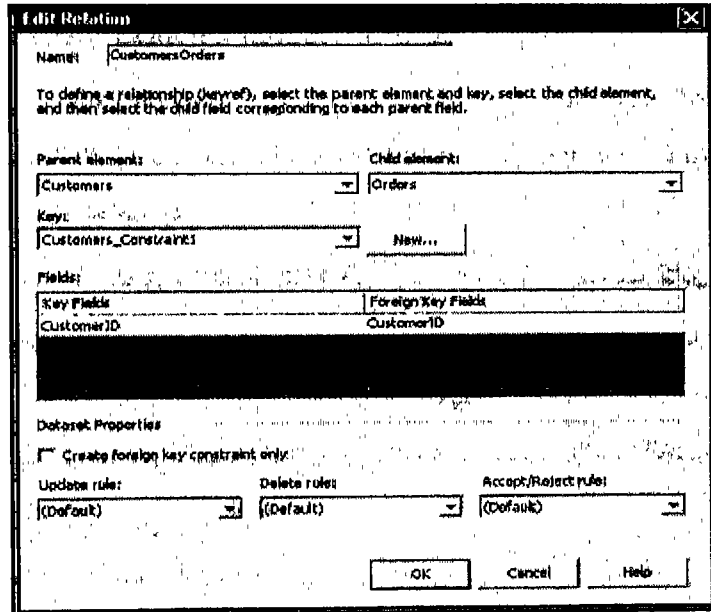 Edit Relation
Name: CustomersOrders
To define a relationship (keyref), select the parent element and key, select the child element,
and then select the child field corresponding to each parent field.
Parent element: Child element:
Customers Orders
Key:
Customers_Constraint1 New...
Fields:
Key Fields Foreign Key Fields
CustomerID CustomerID
Dataset Properties
Create foreign key constraint only
Update rule: Delete rule: Accept/Reject rule:
(Default) (Default) (Default)
OK Cancel Help